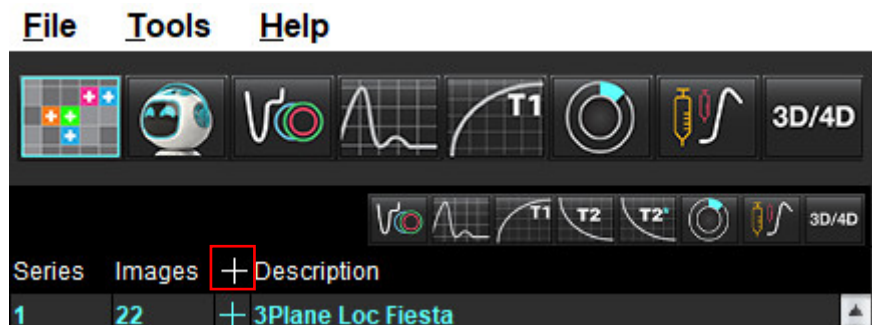 File Tools Help
T1 3D/4D
T1 T2 T2* 3D/4D
Series Images + Description
1 22 + 3Plane Loc Fiesta